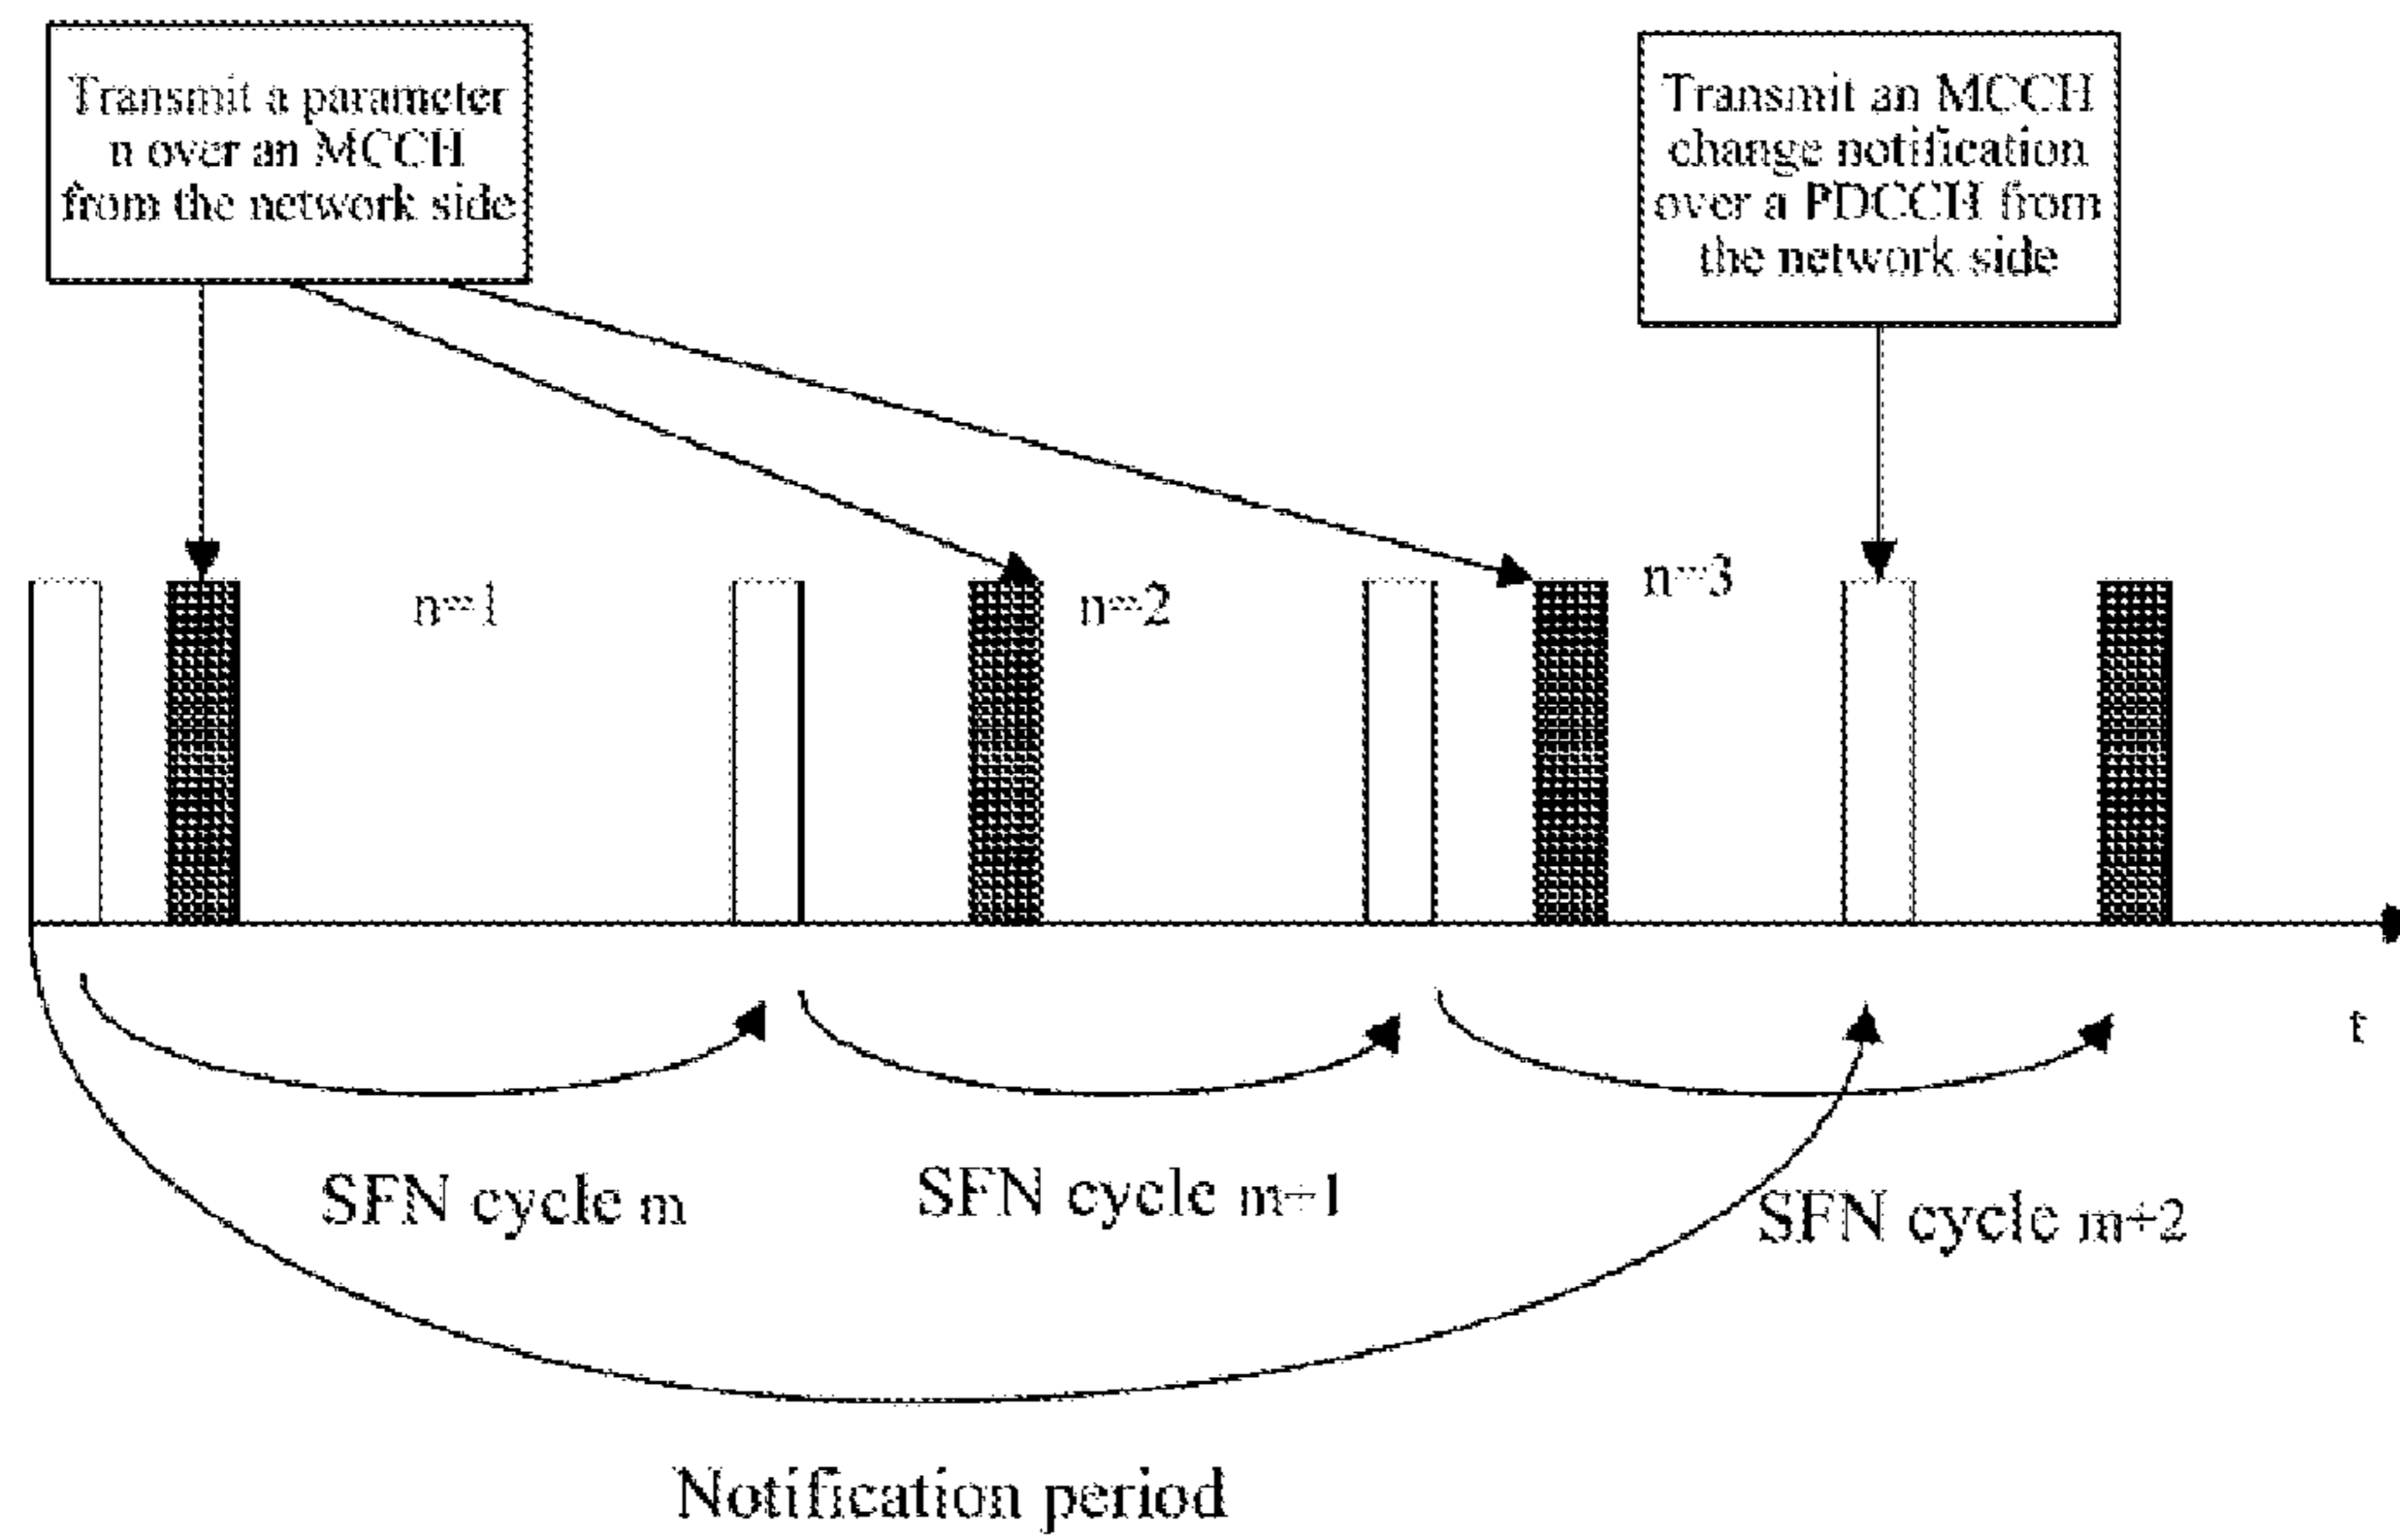 Transmit a parameter
n over an MCCH
from the network side
Transmit an MCCH
change notification
over a PDCCH from
the network side
n=1
n=2
n=3
t
SFN cycle m
SFN cycle m+1
SFN cycle m+2
Notification period